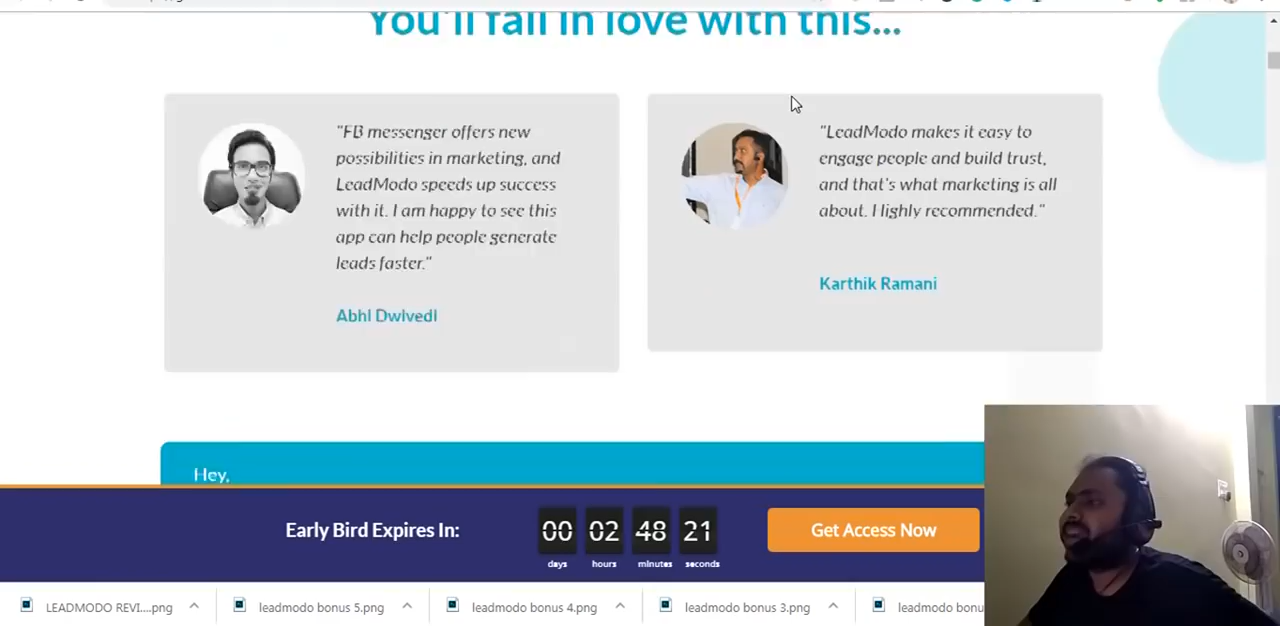 You'll fall in love with this...
"FB messenger offers new
possibilities in marketing, and
LeadModo speeds up success
with it. I am happy to see this
app can help people generate
leads faster."
Abhi Dwivedi
"LeadModo makes it easy to
engage people and build trust,
and that's what marketing is all
about. I lighly recommended."
Karthik Ramani
Hey,
Early Bird Expires In:
00 02 48 21
days hours minutes seconds
Get Access Now
LEADMODO REVI....png
leadmodo bonus 5.png
leadmodo bonus 4.png
leadmodo bonus 3.png
leadmodo bonu